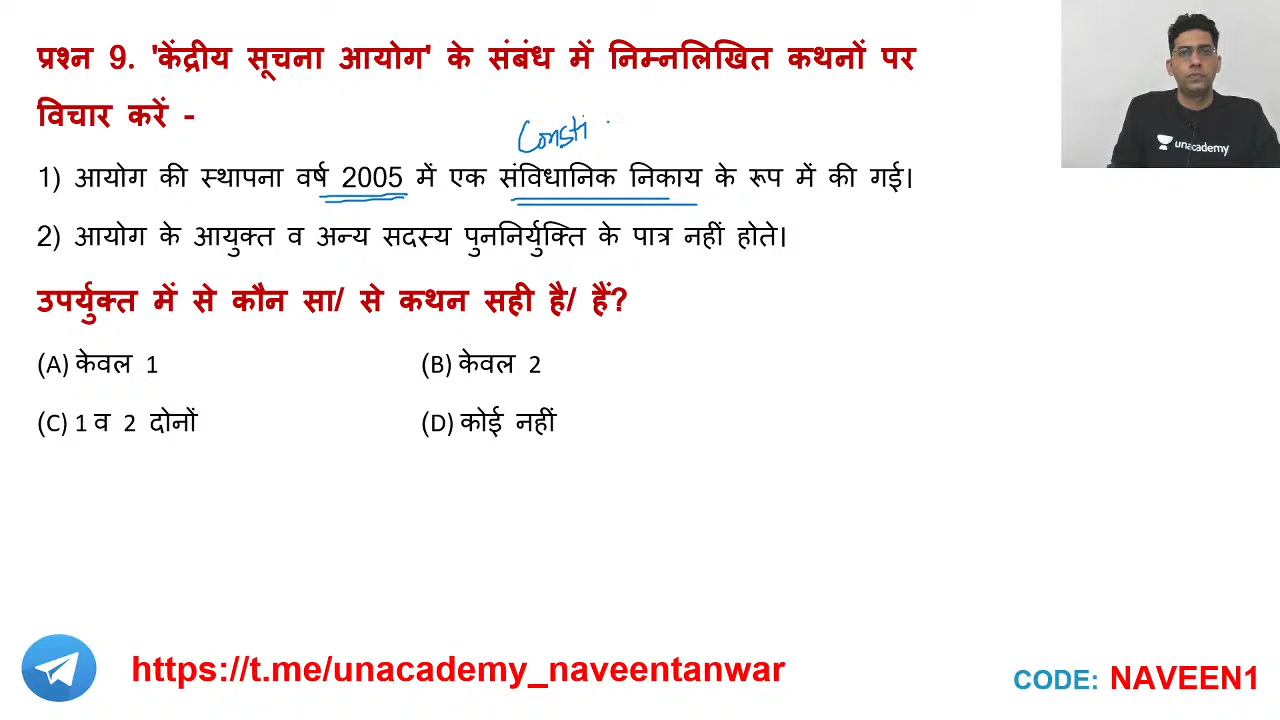 प्रश्न 9. 'केंद्रीय सूचना आयोग' के संबंध में निम्नलिखित कथनों पर
विचार करें -
Consti
1) आयोग की स्थापना वर्ष 2005 में एक संविधानिक निकाय के रूप में की गई।
2) आयोग के आयुक्त व अन्य सदस्य पुननिर्युक्ति के पात्र नहीं होते।
उपर्युक्त में से कौन सा/ से कथन सही है/ हैं?
(A) केवल 1 (B) केवल 2
(C) 1 व 2 दोनों (D) कोई नहीं
unacademy
https://t.me/unacademy_naveentanwar
CODE: NAVEEN1